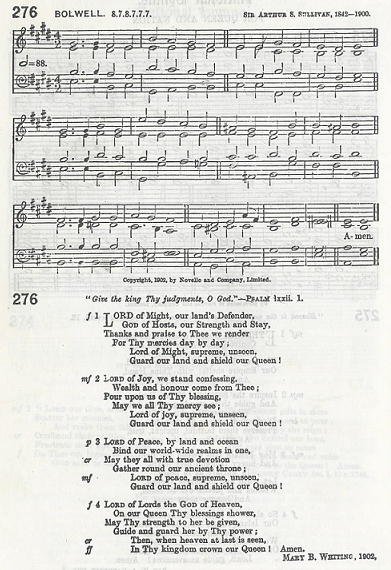 276 BOLWELL. 8.7.8.7.7.7. SIR ARTHUR S. SULLIVAN, 1842—1900.
=88.
A-men.
Copyright, 1902, by Novello and Company, Limited.
276 "Give the king Thy judgments, O God."—PSALM lxxii. 1.
f 1 LORD of Might, our land's Defender,
GOD of Hosts, our Strength and Stay,
Thanks and praise to Thee we render
For Thy mercies day by day;
Lord of Might, supreme, unseen,
Guard our land and shield our Queen!
mf 2 LORD of Joy, we stand confessing,
Wealth and honour come from Thee;
Pour upon us of Thy blessing,
May we all Thy mercy see;
Lord of joy, supreme, unseen,
Guard our land and shield our Queen!
p 3 LORD of Peace, by land and ocean
Bind our world-wide realms in one,
cr May they all with true devotion
Gather round our ancient throne;
mf LORD of peace, supreme, unseen,
Guard our land and shield our Queen!
f 4 LORD of Lords the GOD of Heaven,
On our Queen Thy blessings shower,
May Thy strength to her be given,
Guide and guard her by Thy power;
cr Then, when heaven at last is seen,
ff In Thy kingdom crown our Queen! Amen.
MARY B. WHITING, 1902,